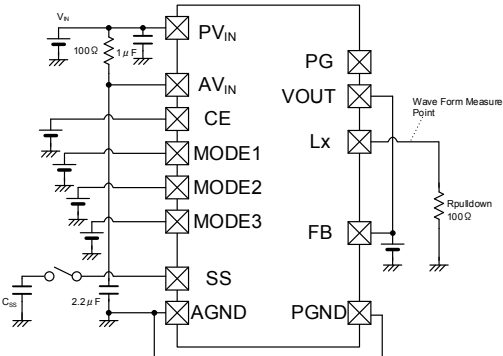 VIN
PVIN
100Ω
1μF
PG
AVIN
VOUT
CE
Wave Form Measure
Point
Lx
MODE1
MODE2
Rpulldown
100Ω
MODE3
FB
SS
CSS
2.2μF
AGND
PGND